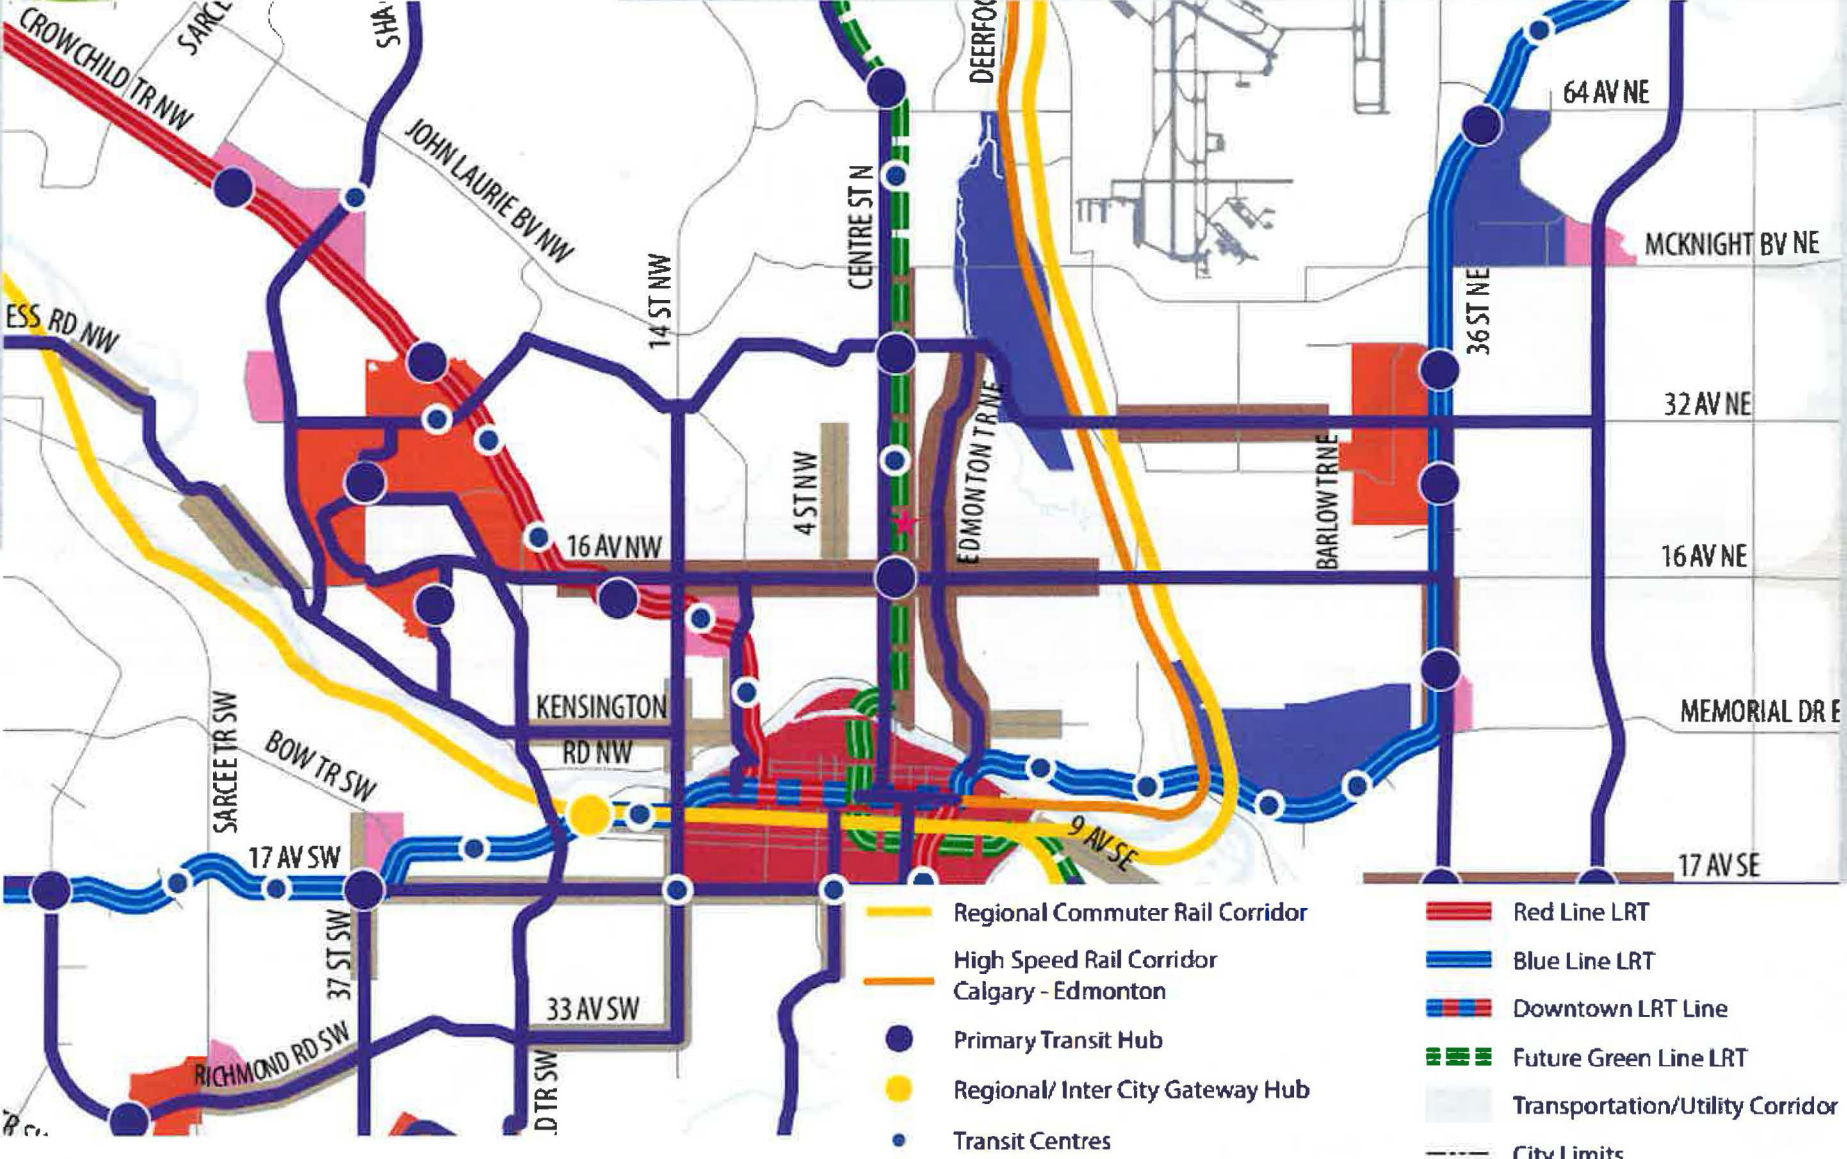 CROWCHILD TR NW
JOHN LAURIE BV NW
CENTRE ST N
64 AV NE
MCKNIGHT BV NE
14 ST NW
36 ST NE
ESS RD NW
32 AV NE
4 ST NW
EDMONTON TR NE
BARLOW TR NE
16 AV NW
16 AV NE
SARCEE TR SW
BOW TR SW
KENSINGTON
RD NW
MEMORIAL DR E
17 AV SW
9 AV SE
17 AV SE
37 ST SW
33 AV SW
RICHMOND RD SW
D TR SW
Regional Commuter Rail Corridor
High Speed Rail Corridor
Calgary - Edmonton
Primary Transit Hub
Regional/ Inter City Gateway Hub
Transit Centres
Red Line LRT
Blue Line LRT
Downtown LRT Line
Future Green Line LRT
Transportation/Utility Corridor
City Limits